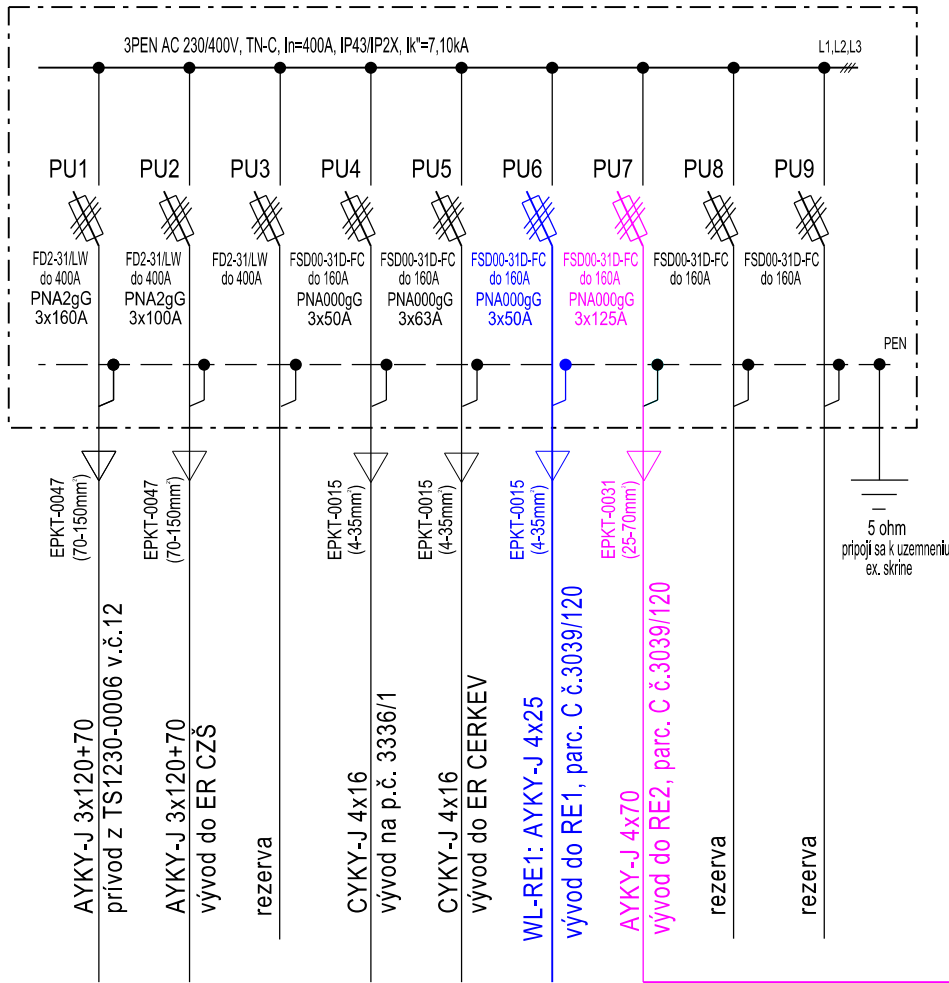 3PEN AC 230/400V, TN-C, In=400A, IP43/IP2X, Ik"=7,10kA
L1,L2,L3
PU1
FD2-31/LW
do 400A
PNA2gG
3x160A
PU2
FD2-31/LW
do 400A
PNA2gG
3x100A
PU3
FD2-31/LW
do 400A
PU4
FSD00-31D-FC
do 160A
PNA000gG
3x50A
PU5
FSD00-31D-FC
do 160A
PNA000gG
3x63A
PU6
FSD00-31D-FC
do 160A
PNA000gG
3x50A
PU7
FSD00-31D-FC
do 160A
PNA000gG
3x125A
PU8
FSD00-31D-FC
do 160A
PU9
FSD00-31D-FC
do 160A
PEN
EPKT-0047
(70-150mm²)
EPKT-0047
(70-150mm²)
EPKT-0015
(4-35mm²)
EPKT-0015
(4-35mm²)
EPKT-0015
(4-35mm²)
EPKT-0031
(25-70mm²)
5 ohm
pripojí sa k uzemneniu
ex. skrine
AYKY-J 3x120+70
prívod z TS1230-0006 v.č.12
AYKY-J 3x120+70
vývod do ER CZŠ
rezerva
CYKY-J 4x16
vývod na p.č. 3336/1
CYKY-J 4x16
vývod do ER CERKEV
WL-RE1: AYKY-J 4x25
vývod do RE1, parc. C č.3039/120
AYKY-J 4x70
vývod do RE2, parc. C č.3039/120
rezerva
rezerva